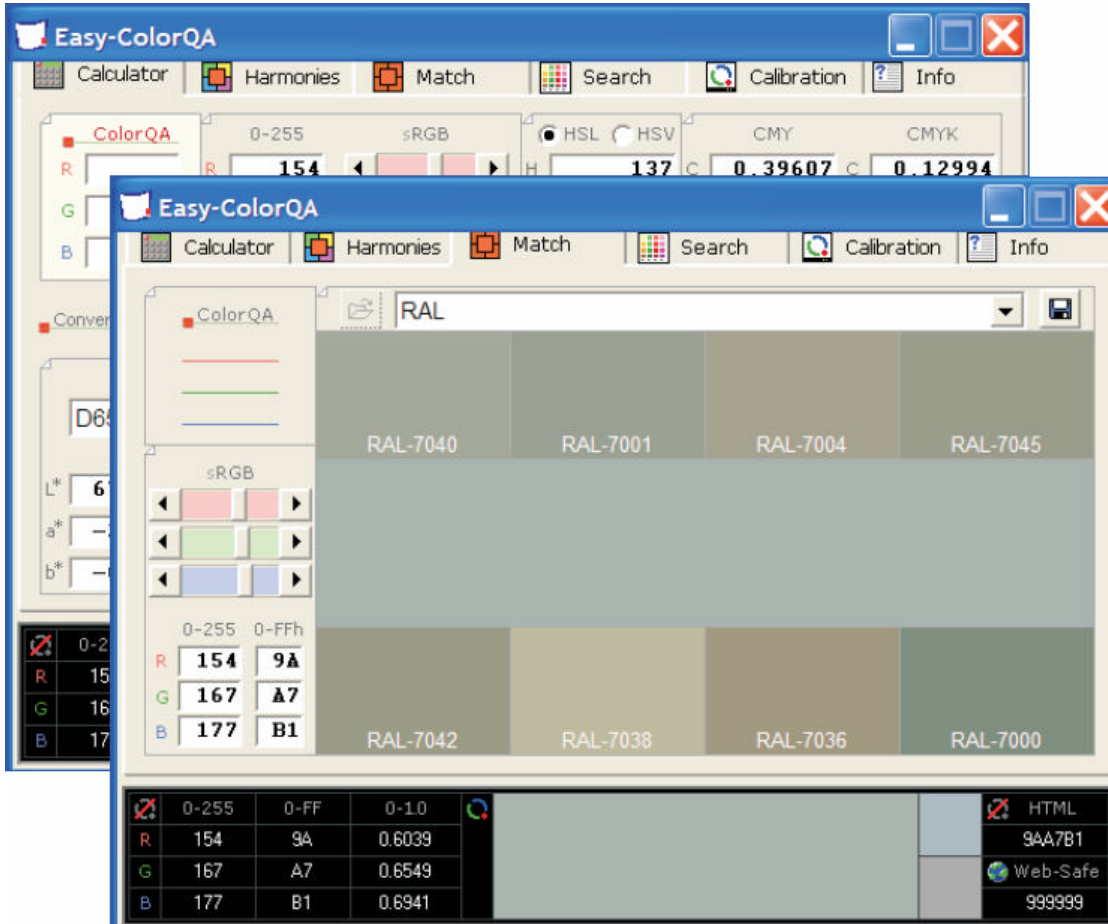 Easy-ColorQA
Calculator Harmonies Match Search Calibration Info
ColorQA 0-255 sRGB HSL HSV CMY CMYK
R R 154 H 137 C 0.39607 C 0.12994
G
B
D65
L*
a*
b*
R
G
B
Easy-ColorQA
Calculator Harmonies Match Search Calibration Info
ColorQA RAL
RAL-7040 RAL-7001 RAL-7004 RAL-7045
sRGB
0-255 0-FFh
R 154 9A
G 167 A7
B 177 B1
RAL-7042 RAL-7038 RAL-7036 RAL-7000
0-255 0-FF 0-1.0 HTML
R 154 9A 0.6039 9AA7B1
G 167 A7 0.6549 Web-Safe
B 177 B1 0.6941 999999